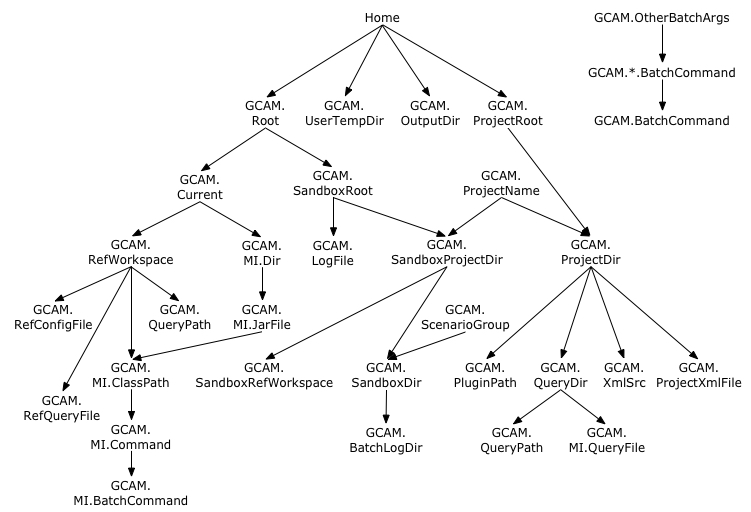 Home
GCAM.OtherBatchArgs
GCAM.*.BatchCommand
GCAM.BatchCommand
GCAM.
Root
GCAM.
UserTempDir
GCAM.
OutputDir
GCAM.
ProjectRoot
GCAM.
Current
GCAM.
SandboxRoot
GCAM.
ProjectName
GCAM.
RefWorkspace
GCAM.
MI.Dir
GCAM.
LogFile
GCAM.
SandboxProjectDir
GCAM.
ProjectDir
GCAM.
RefConfigFile
GCAM.
QueryPath
GCAM.
MI.JarFile
GCAM.
ScenarioGroup
GCAM.
MI.ClassPath
GCAM.
SandboxRefWorkspace
GCAM.
SandboxDir
GCAM.
PluginPath
GCAM.
QueryDir
GCAM.
XmlSrc
GCAM.
ProjectXmlFile
GCAM.
RefQueryFile
GCAM.
MI.Command
GCAM.
BatchLogDir
GCAM.
QueryPath
GCAM.
MI.QueryFile
GCAM.
MI.BatchCommand